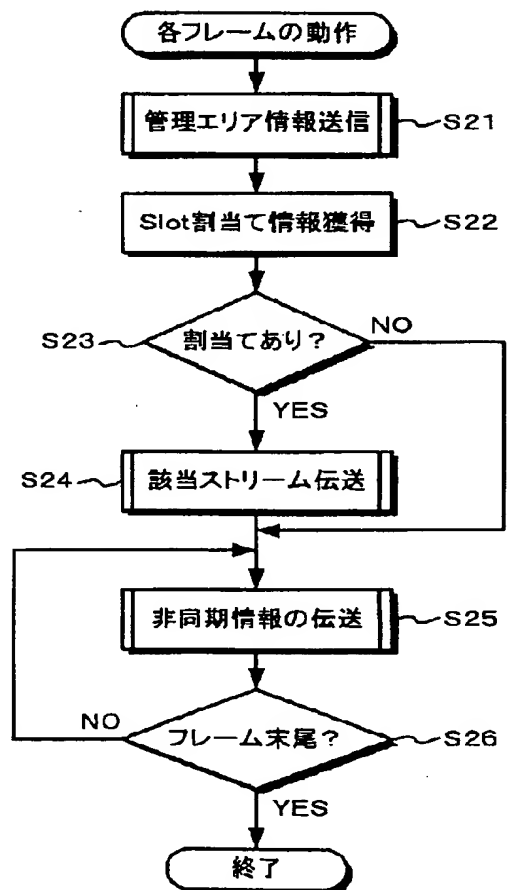 各フレームの動作
管理エリア情報送信
S21
Slot割当て情報獲得
S22
S23
割当てあり?
NO
YES
S24
該当ストリーム伝送
非同期情報の伝送
S25
NO
フレーム末尾?
S26
YES
終了